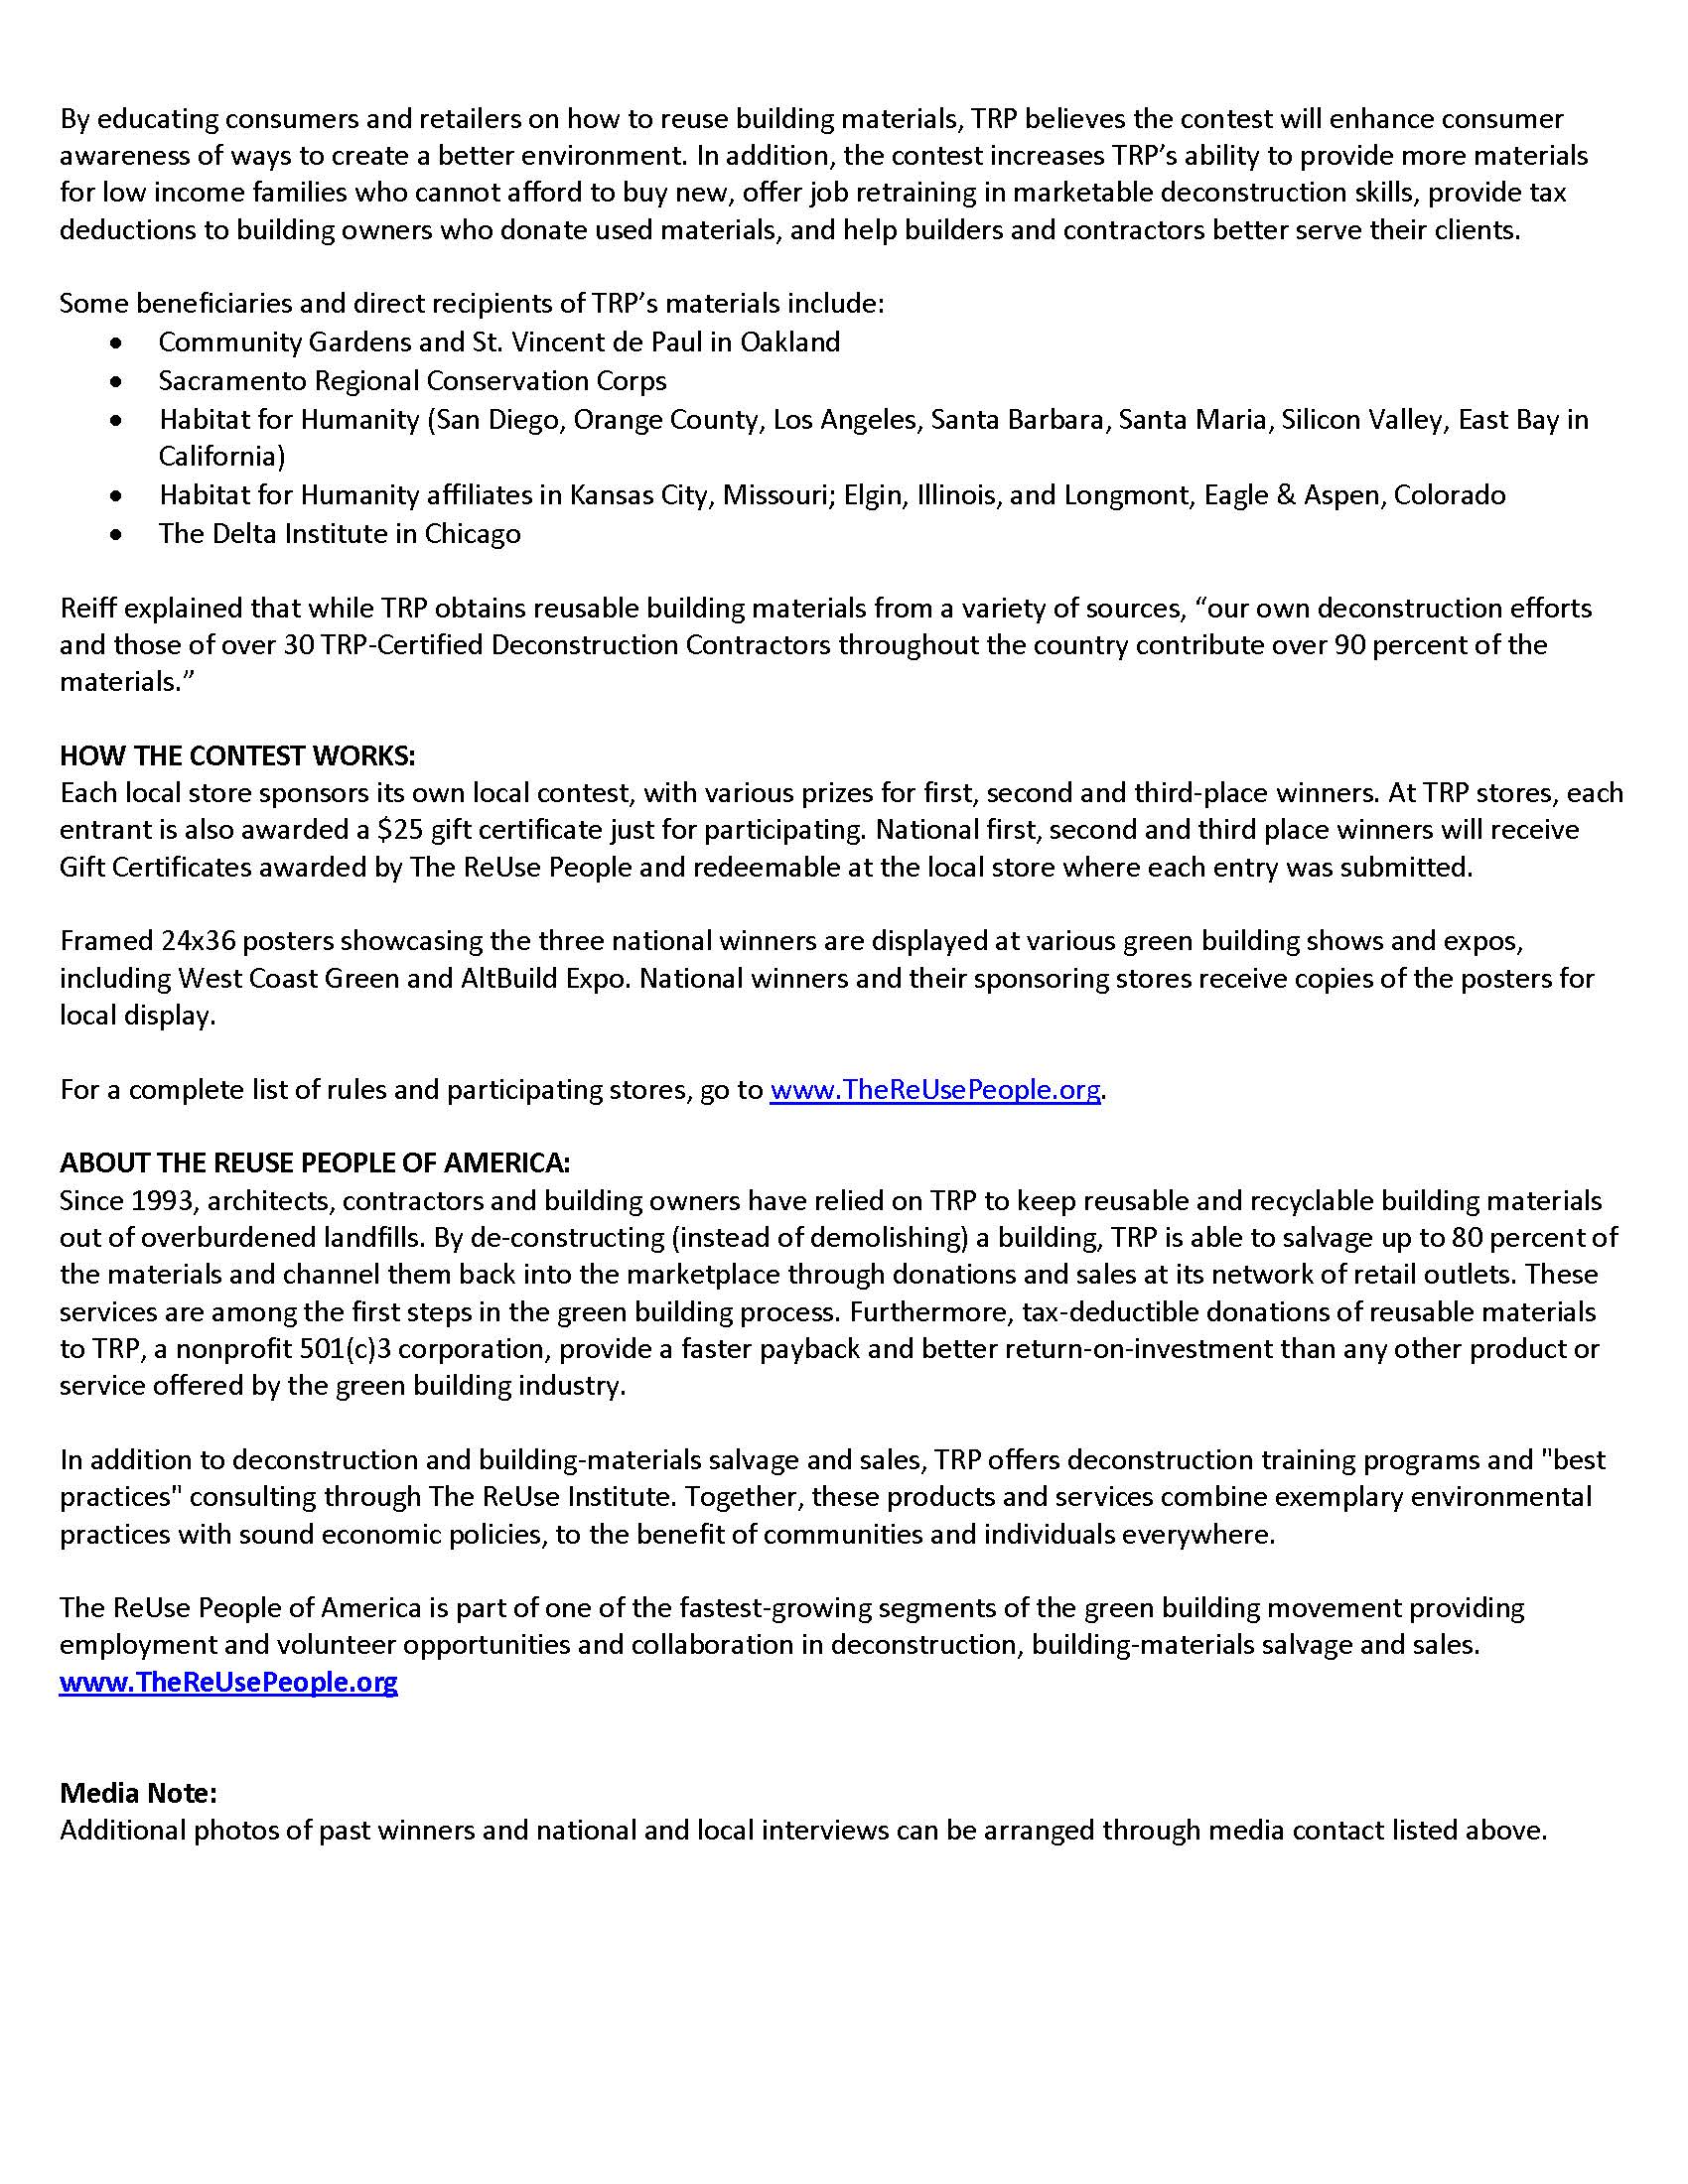 By educating consumers and retailers on how to reuse building materials, TRP believes the contest will enhance consumer
awareness of ways to create a better environment. In addition, the contest increases TRP’s ability to provide more materials
for low income families who cannot afford to buy new, offer job retraining in marketable deconstruction skills, provide tax
deductions to building owners who donate used materials, and help builders and contractors better serve their clients.
Some beneficiaries and direct recipients of TRP’s materials include:
• Community Gardens and St. Vincent de Paul in Oakland
• Sacramento Regional Conservation Corps
• Habitat for Humanity (San Diego, Orange County, Los Angeles, Santa Barbara, Santa Maria, Silicon Valley, East Bay in
California)
• Habitat for Humanity affiliates in Kansas City, Missouri; Elgin, Illinois, and Longmont, Eagle & Aspen, Colorado
• The Delta Institute in Chicago
Reiff explained that while TRP obtains reusable building materials from a variety of sources, “our own deconstruction efforts
and those of over 30 TRP-Certified Deconstruction Contractors throughout the country contribute over 90 percent of the
materials.”
HOW THE CONTEST WORKS:
Each local store sponsors its own local contest, with various prizes for first, second and third-place winners. At TRP stores, each
entrant is also awarded a $25 gift certificate just for participating. National first, second and third place winners will receive
Gift Certificates awarded by The ReUse People and redeemable at the local store where each entry was submitted.
Framed 24x36 posters showcasing the three national winners are displayed at various green building shows and expos,
including West Coast Green and AltBuild Expo. National winners and their sponsoring stores receive copies of the posters for
local display.
For a complete list of rules and participating stores, go to www.TheReUsePeople.org.
ABOUT THE REUSE PEOPLE OF AMERICA:
Since 1993, architects, contractors and building owners have relied on TRP to keep reusable and recyclable building materials
out of overburdened landfills. By de-constructing (instead of demolishing) a building, TRP is able to salvage up to 80 percent of
the materials and channel them back into the marketplace through donations and sales at its network of retail outlets. These
services are among the first steps in the green building process. Furthermore, tax-deductible donations of reusable materials
to TRP, a nonprofit 501(c)3 corporation, provide a faster payback and better return-on-investment than any other product or
service offered by the green building industry.
In addition to deconstruction and building-materials salvage and sales, TRP offers deconstruction training programs and "best
practices" consulting through The ReUse Institute. Together, these products and services combine exemplary environmental
practices with sound economic policies, to the benefit of communities and individuals everywhere.
The ReUse People of America is part of one of the fastest-growing segments of the green building movement providing
employment and volunteer opportunities and collaboration in deconstruction, building-materials salvage and sales.
www.TheReUsePeople.org
Media Note:
Additional photos of past winners and national and local interviews can be arranged through media contact listed above.